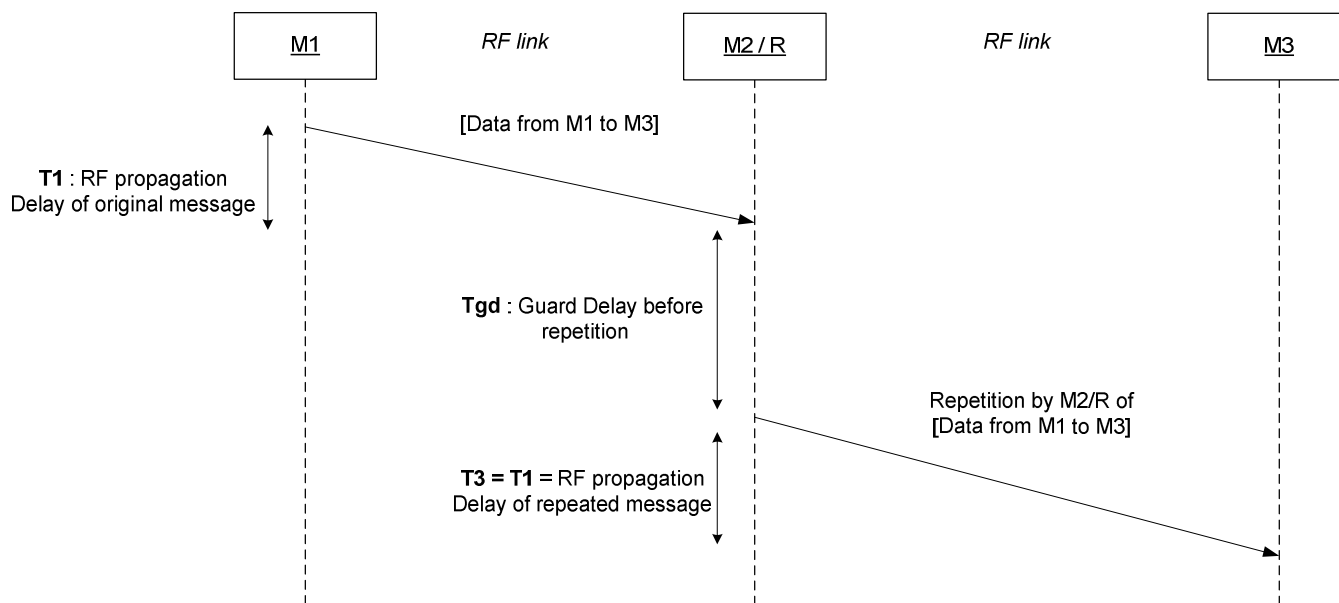 M1
RF link
M2 / R
RF link
M3
[Data from M1 to M3]
T1 : RF propagation
Delay of original message
Tgd : Guard Delay before
repetition
Repetition by M2/R of
[Data from M1 to M3]
T3 = T1 = RF propagation
Delay of repeated message